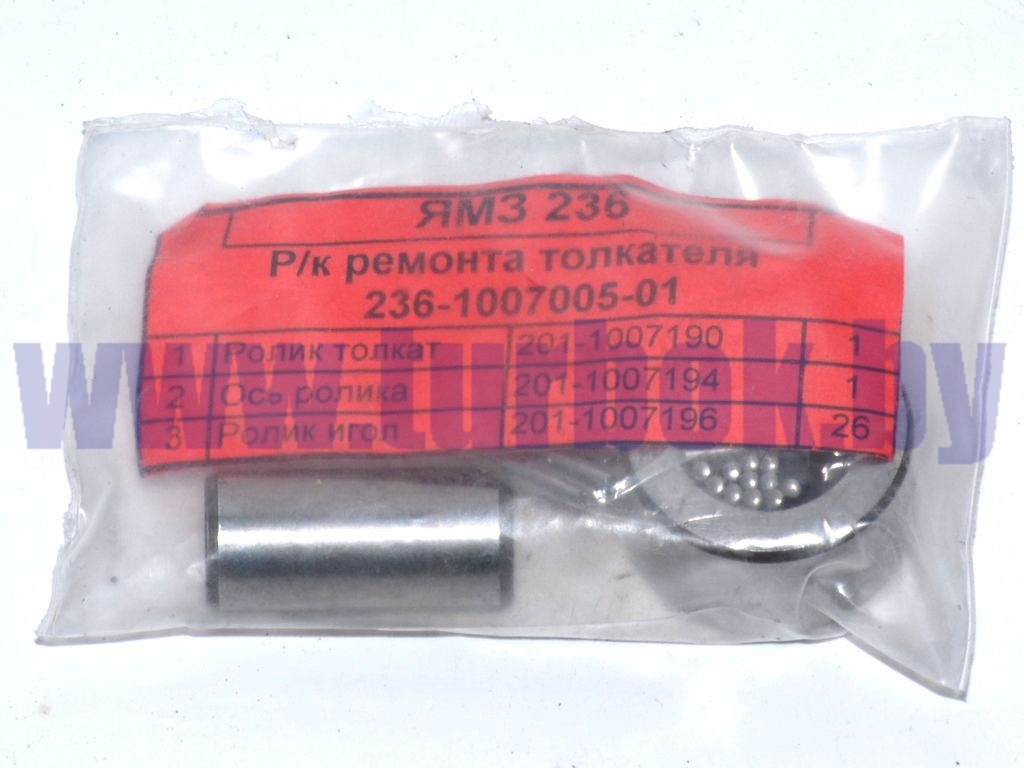 ЯМЗ 236
Р/к ремонта толкателя
236-1007005-01
1 Ролик толкат 201-1007190 1
2 Ось ролика 201-1007194 1
3 Ролик игол 201-1007196 26
www.turbok.by